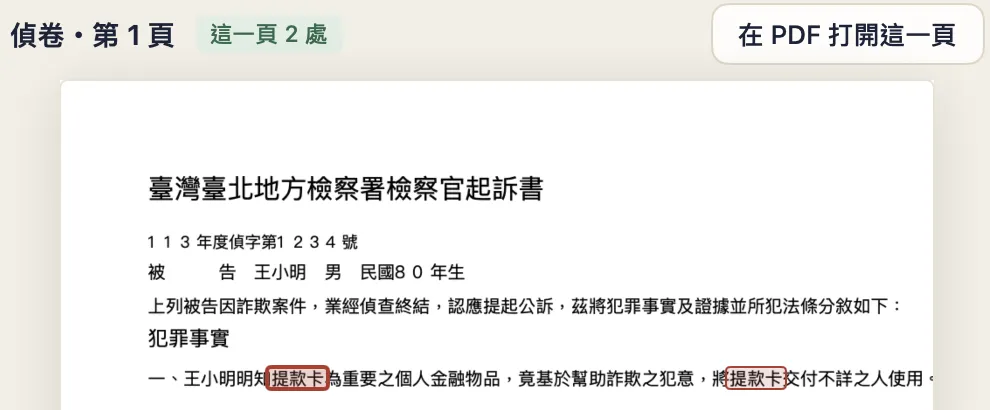 偵卷・第 1 頁
這一頁 2 處
在 PDF 打開這一頁
臺灣臺北地方檢察署檢察官起訴書
113年度偵字第1234號
被　　　告　王小明　男　民國80年生
上列被告因詐欺案件，業經偵查終結，認應提起公訴，茲將犯罪事實及證據並所犯法條分敘如下：
犯罪事實
一、王小明明知提款卡為重要之個人金融物品，竟基於幫助詐欺之犯意，將提款卡交付不詳之人使用。